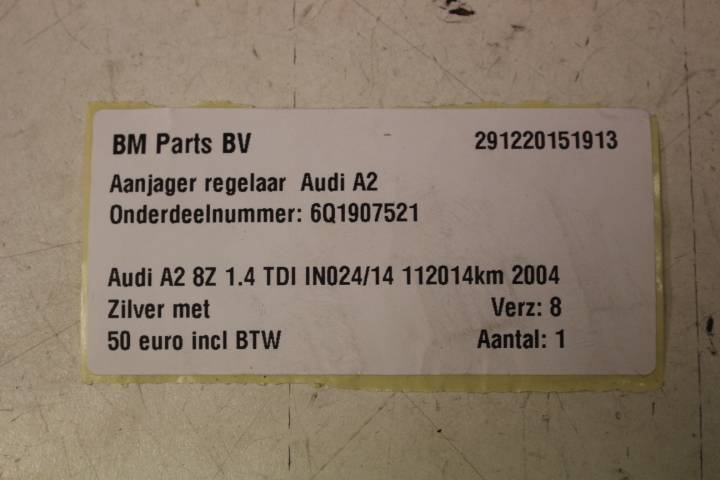 BM Parts BV 291220151913
Aanjager regelaar Audi A2
Onderdeelnummer: 6Q1907521
Audi A2 8Z 1.4 TDI IN024/14 112014km 2004
Zilver met Verz: 8
50 euro incl BTW Aantal: 1